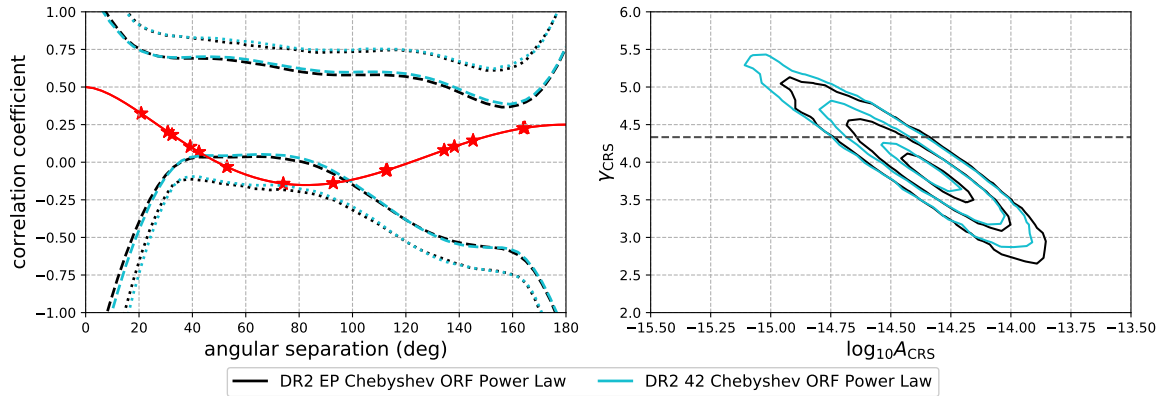 1.00
0.75
0.50
0.25
0.00
−0.25
−0.50
−0.75
−1.00
correlation coefficient
0 20 40 60 80 100 120 140 160 180
angular separation (deg)
6.0
5.5
5.0
4.5
4.0
3.5
3.0
2.5
2.0
γCRS
−15.50 −15.25 −15.00 −14.75 −14.50 −14.25 −14.00 −13.75 −13.50
log10ACRS
DR2 EP Chebyshev ORF Power Law
DR2 42 Chebyshev ORF Power Law